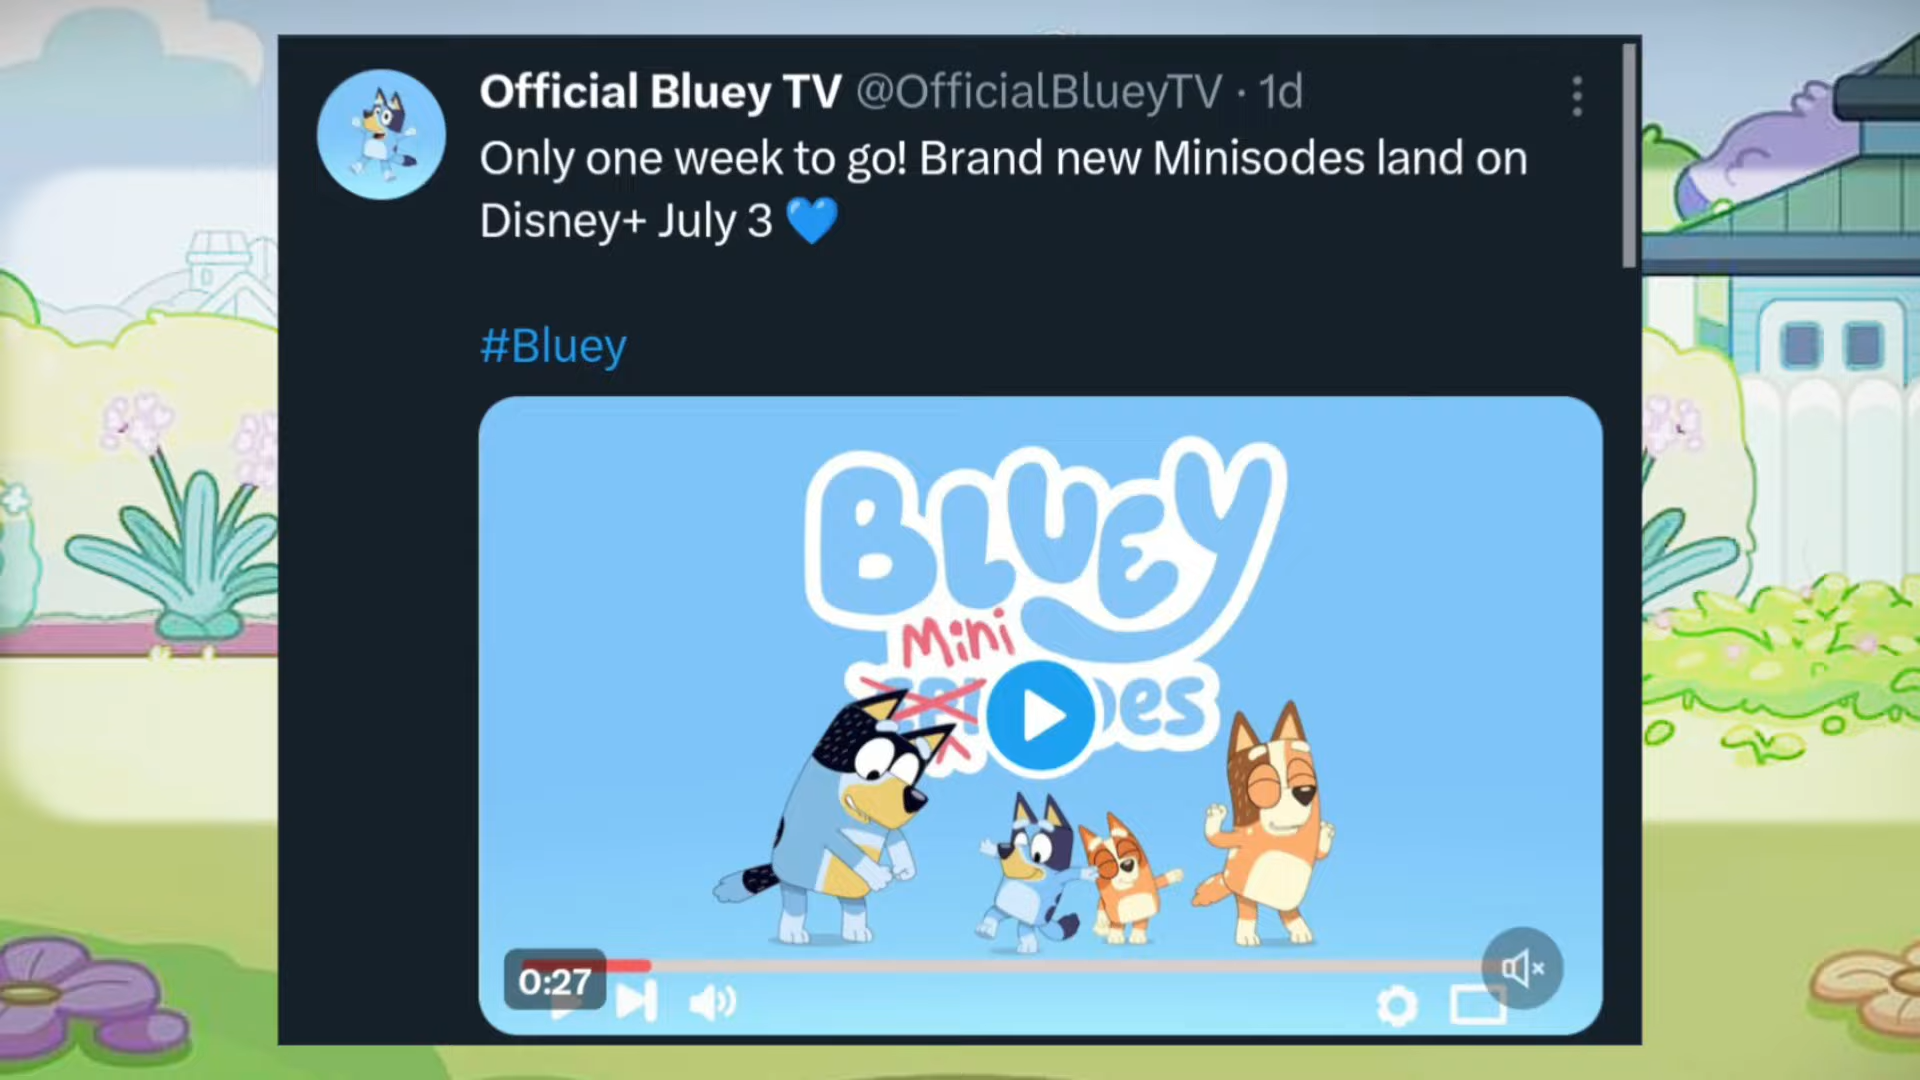 Official Bluey TV @OfficialBlueyTV · 1d
Only one week to go! Brand new Minisodes land on
Disney+ July 3 💙
#Bluey
BLUEY
Mini
0:27